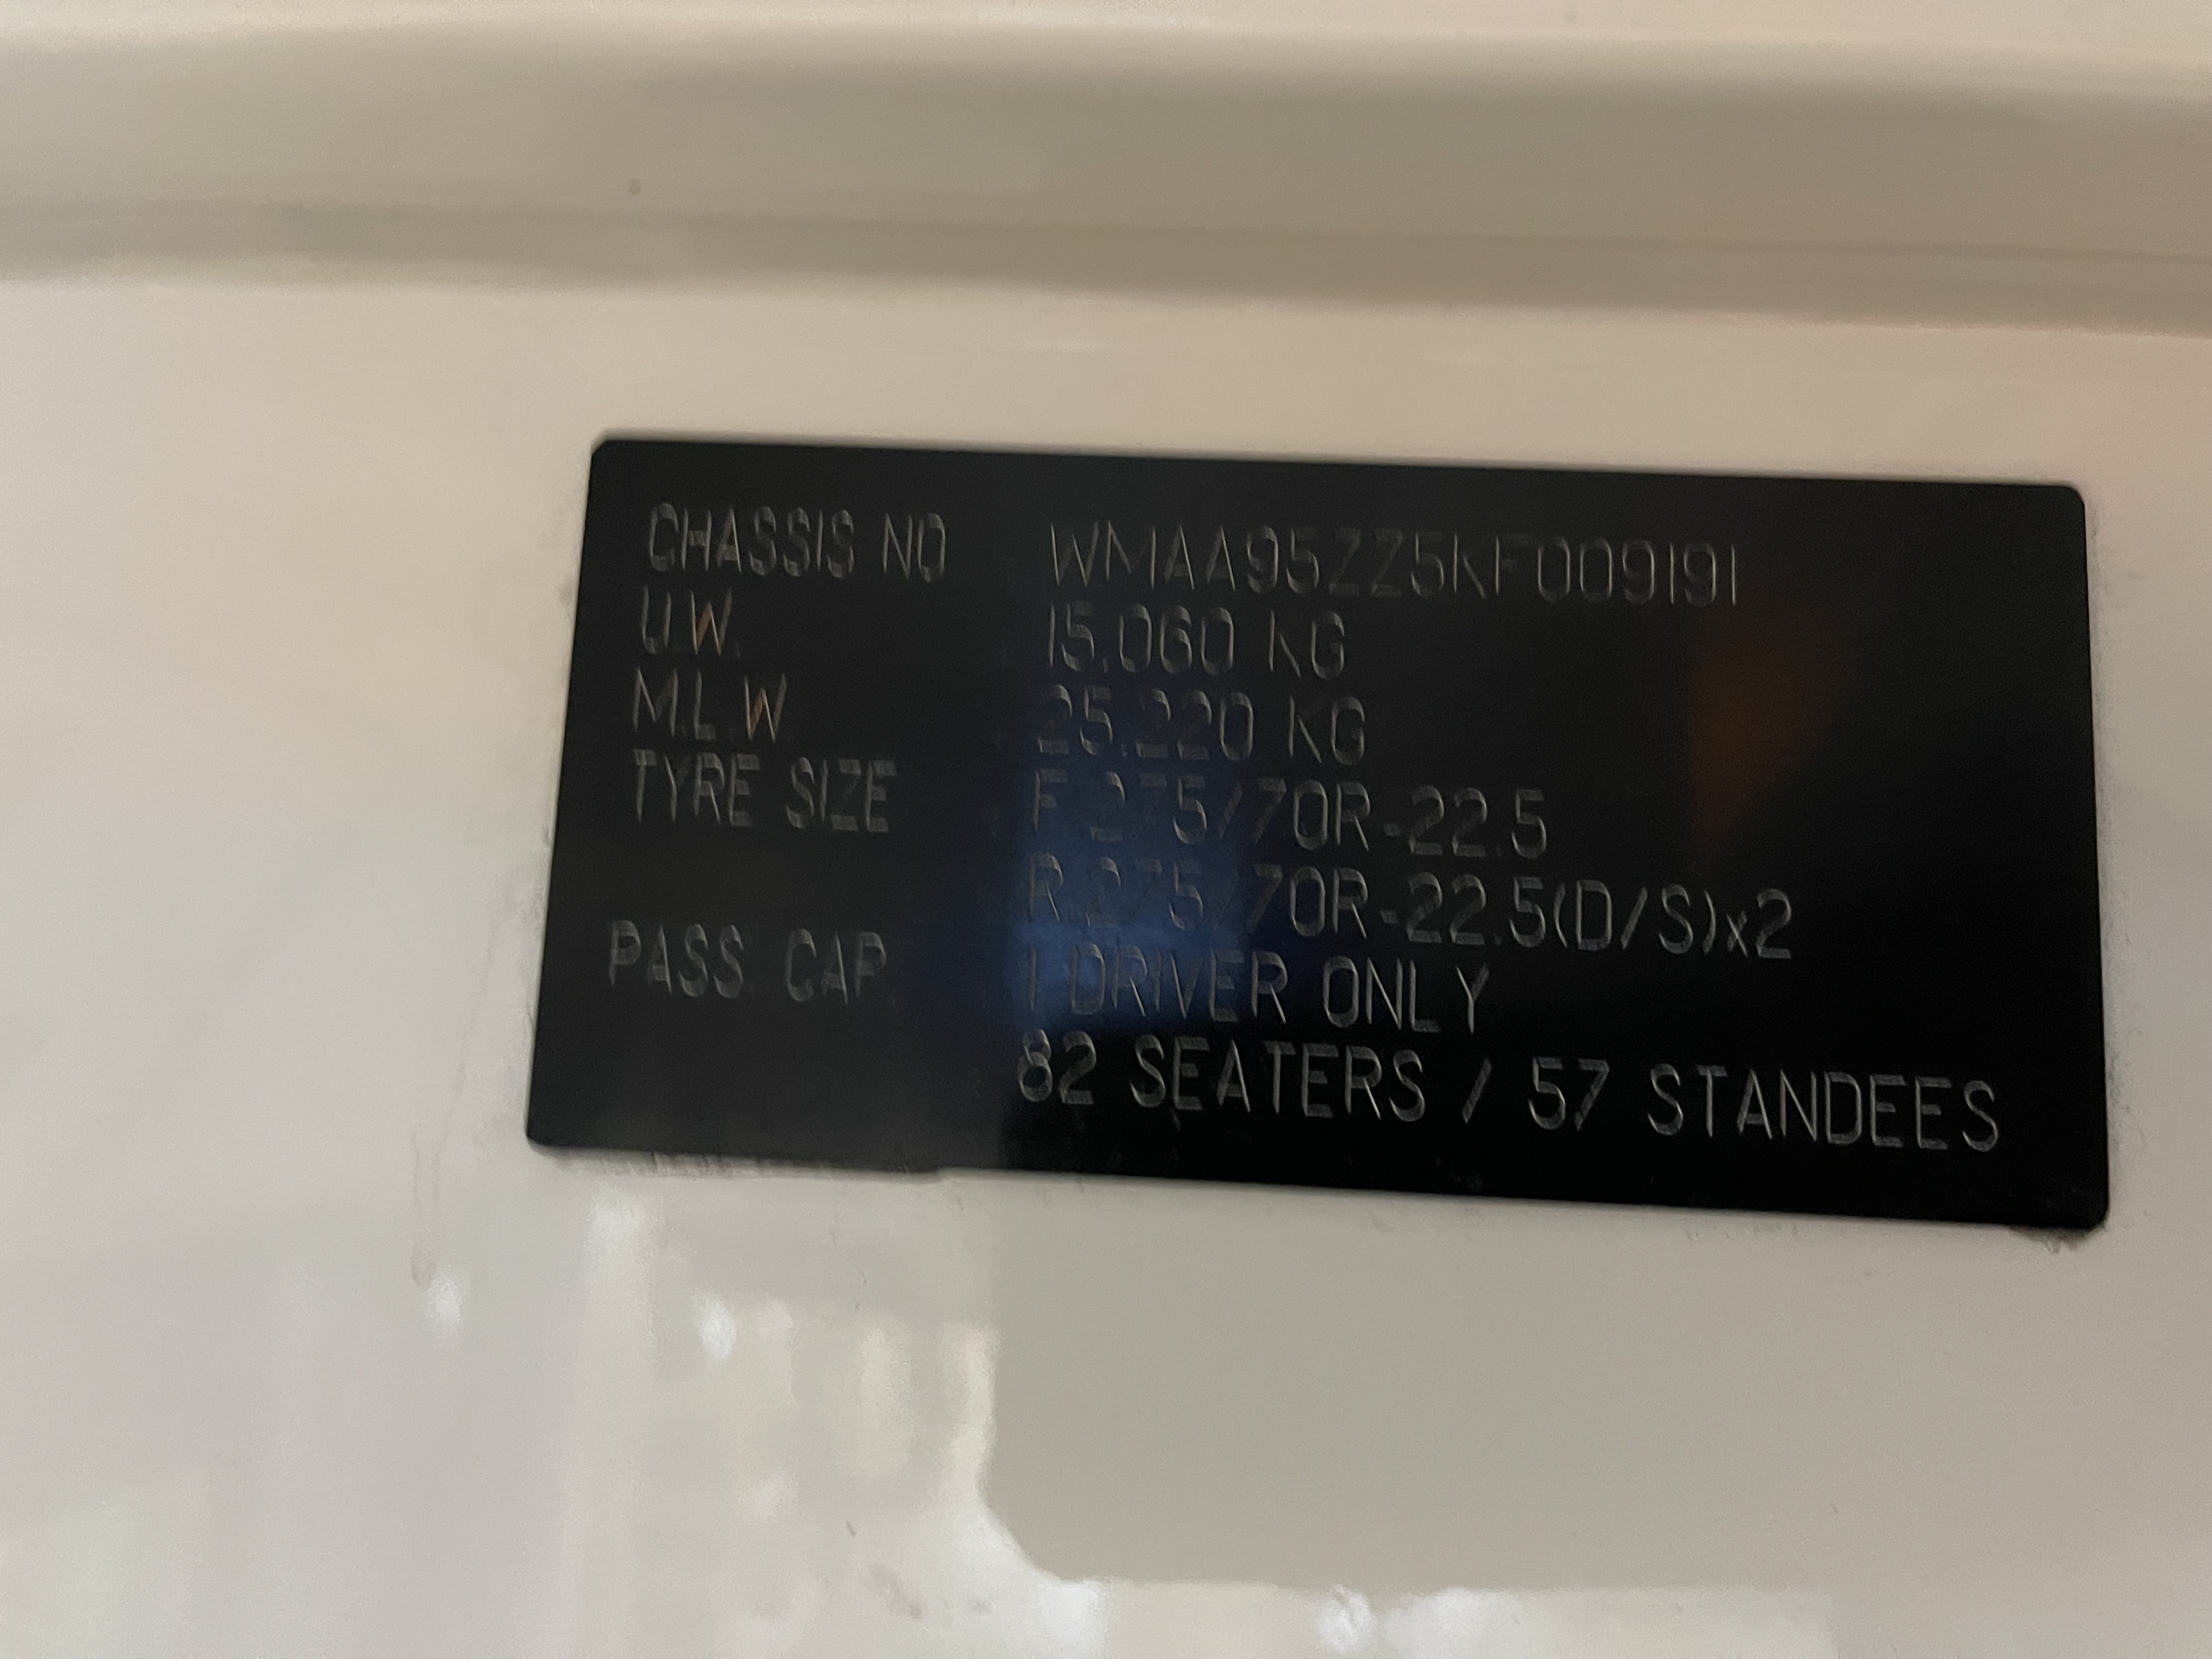 CHASSIS NO WMAA95ZZ5KF009191
U.W. 15,060 KG
M.L.W 25,220 KG
TYRE SIZE F.275/70R-22.5
R.275/70R-22.5(D/S)x2
PASS. CAP. 1 DRIVER ONLY
82 SEATERS / 57 STANDEES